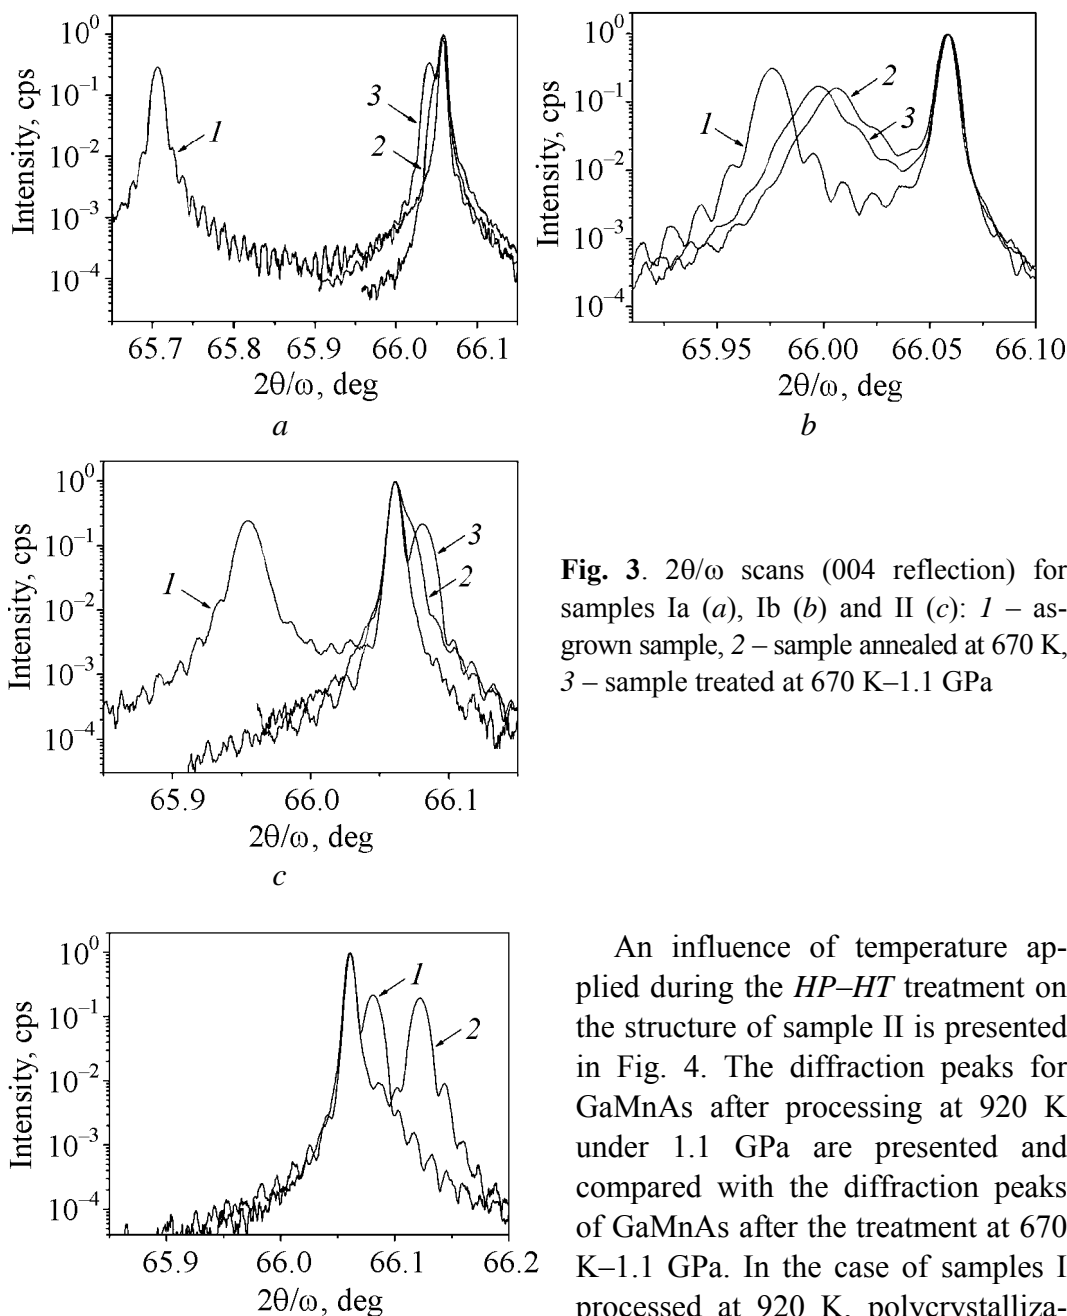 10⁰
10⁻¹
10⁻²
10⁻³
10⁻⁴
Intensity, cps
1
3
2
65.7 65.8 65.9 66.0 66.1
2θ/ω, deg
a
10⁰
10⁻¹
10⁻²
10⁻³
10⁻⁴
Intensity, cps
1
2
3
65.95 66.00 66.05 66.10
2θ/ω, deg
b
10⁰
10⁻¹
10⁻²
10⁻³
10⁻⁴
Intensity, cps
1
3
2
65.9 66.0 66.1
2θ/ω, deg
c
Fig. 3. 2θ/ω scans (004 reflection) for
samples Ia (a), Ib (b) and II (c): 1 – as-
grown sample, 2 – sample annealed at 670 K,
3 – sample treated at 670 K–1.1 GPa
10⁰
10⁻¹
10⁻²
10⁻³
10⁻⁴
Intensity, cps
1
2
65.9 66.0 66.1 66.2
2θ/ω, deg
An influence of temperature ap-
plied during the HP–HT treatment on
the structure of sample II is presented
in Fig. 4. The diffraction peaks for
GaMnAs after processing at 920 K
under 1.1 GPa are presented and
compared with the diffraction peaks
of GaMnAs after the treatment at 670
K–1.1 GPa. In the case of samples I
processed at 920 K, polycrystalliza-